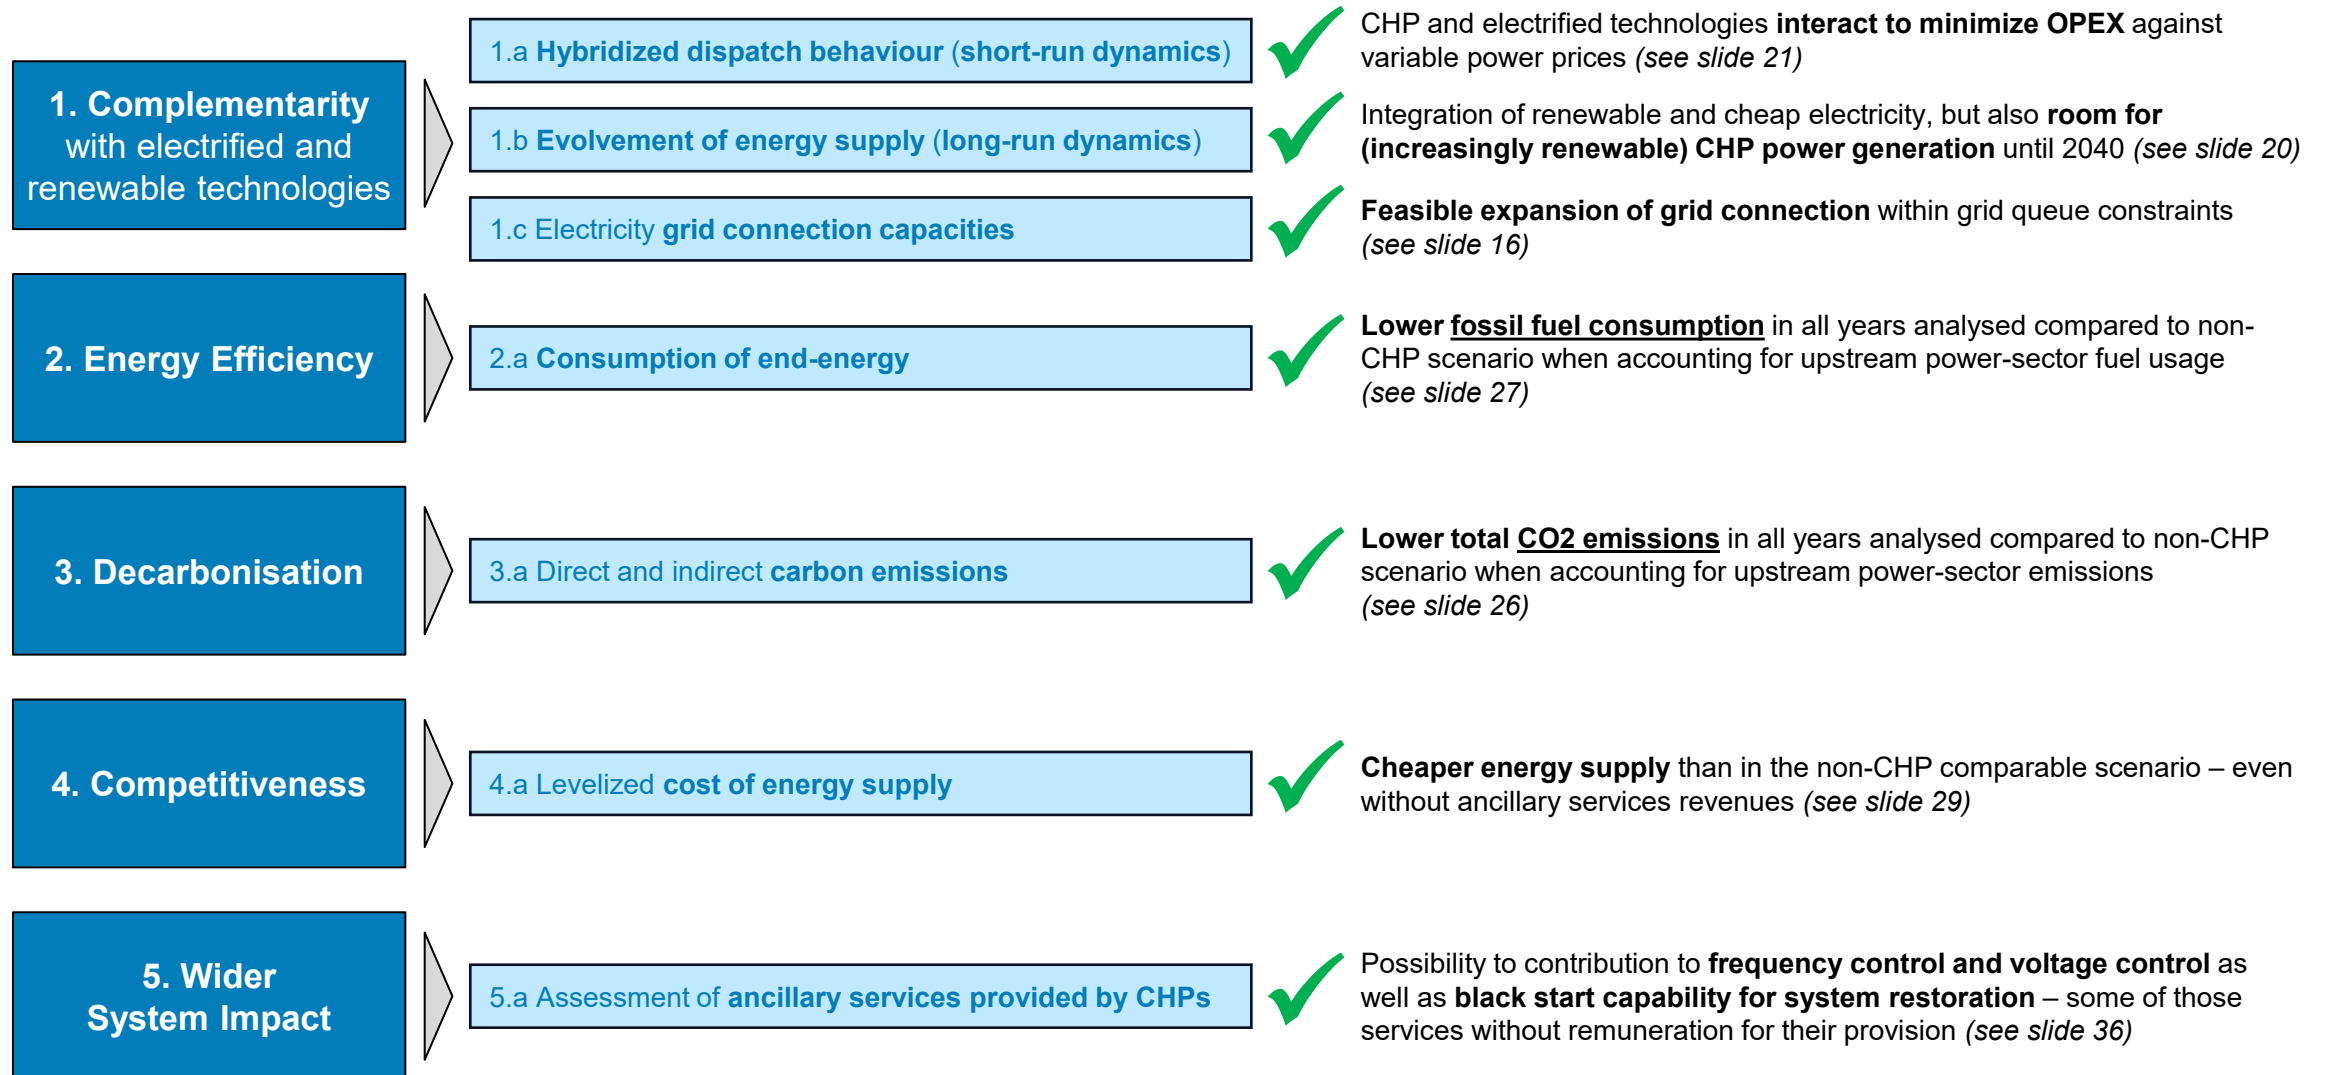 1. Complementarity
with electrified and
renewable technologies
1.a Hybridized dispatch behaviour (short-run dynamics)
CHP and electrified technologies interact to minimize OPEX against
variable power prices (see slide 21)
1.b Evolvement of energy supply (long-run dynamics)
Integration of renewable and cheap electricity, but also room for
(increasingly renewable) CHP power generation until 2040 (see slide 20)
1.c Electricity grid connection capacities
Feasible expansion of grid connection within grid queue constraints
(see slide 16)
2. Energy Efficiency
2.a Consumption of end-energy
Lower fossil fuel consumption in all years analysed compared to non-
CHP scenario when accounting for upstream power-sector fuel usage
(see slide 27)
3. Decarbonisation
3.a Direct and indirect carbon emissions
Lower total CO2 emissions in all years analysed compared to non-CHP
scenario when accounting for upstream power-sector emissions
(see slide 26)
4. Competitiveness
4.a Levelized cost of energy supply
Cheaper energy supply than in the non-CHP comparable scenario – even
without ancillary services revenues (see slide 29)
5. Wider
System Impact
5.a Assessment of ancillary services provided by CHPs
Possibility to contribution to frequency control and voltage control as
well as black start capability for system restoration – some of those
services without remuneration for their provision (see slide 36)